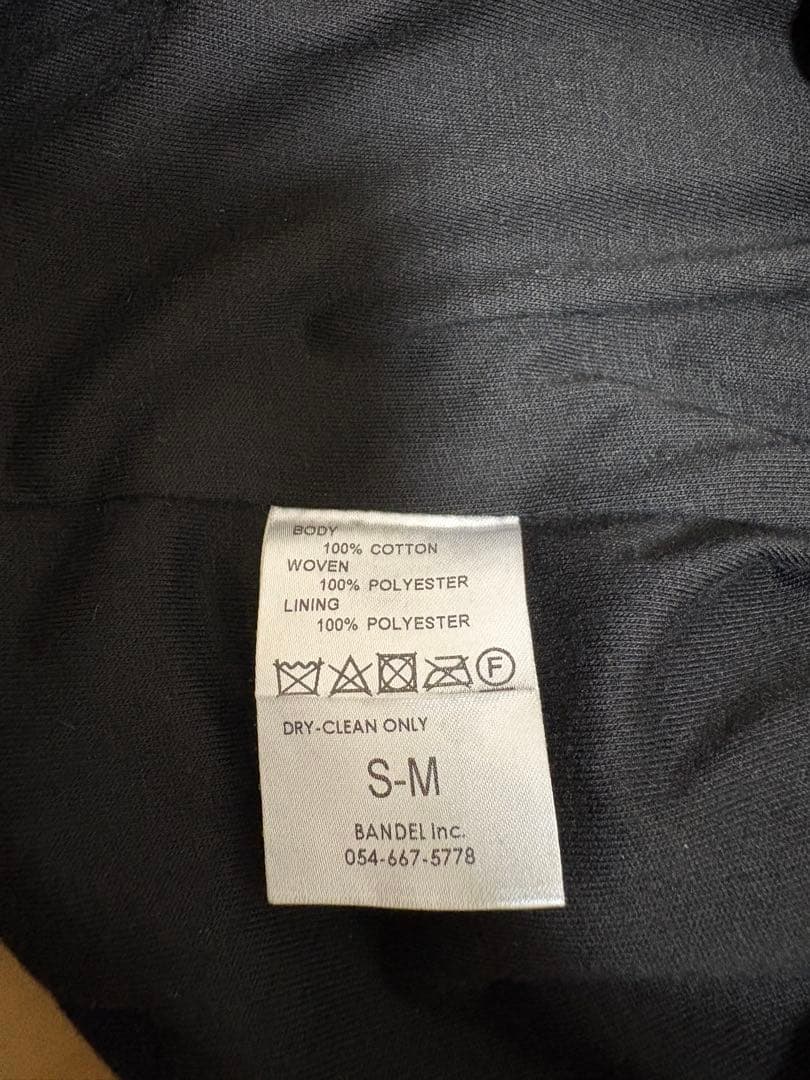 BODY
100% COTTON
WOVEN
100% POLYESTER
LINING
100% POLYESTER
F
DRY-CLEAN ONLY
S-M
BANDEL Inc.
054-667-5778